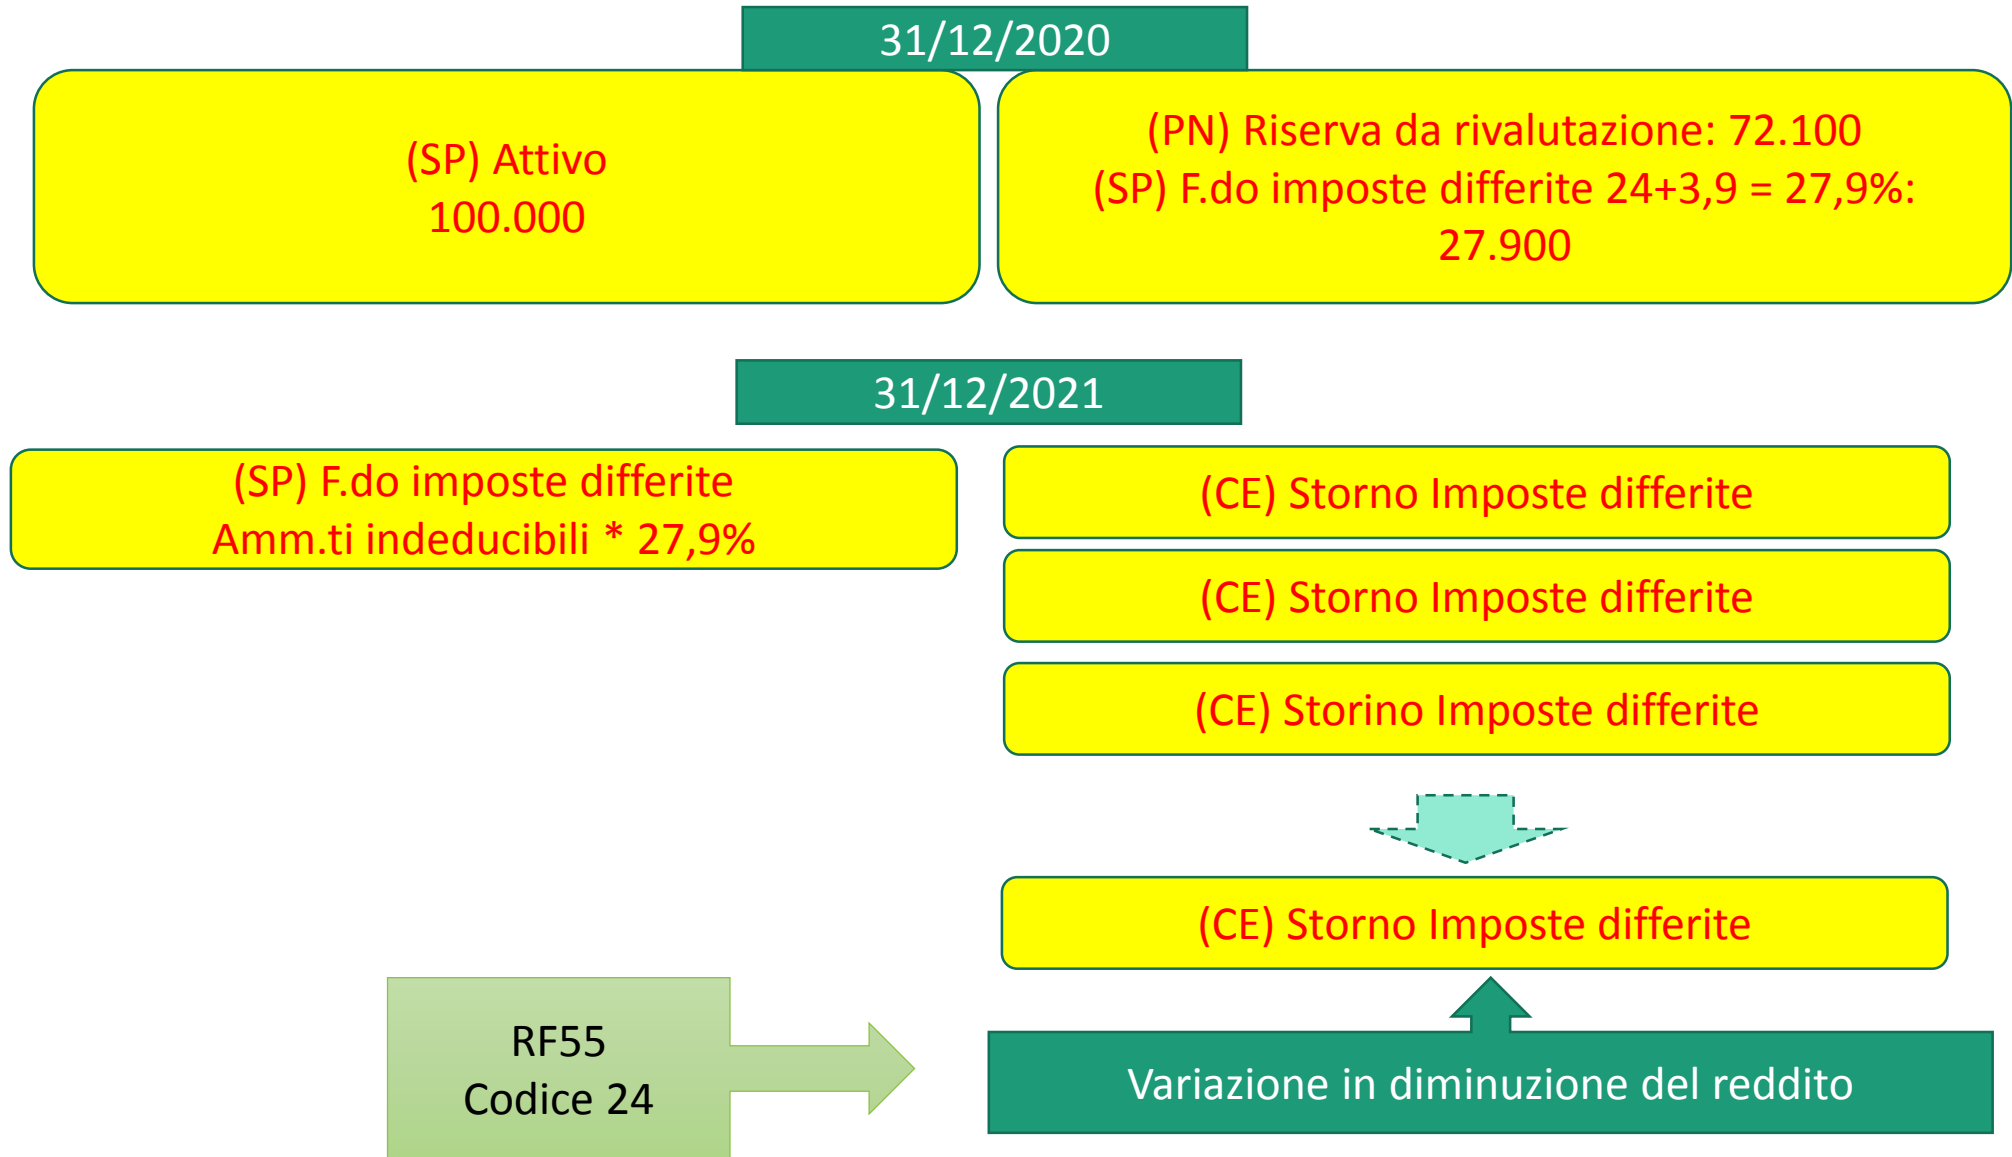 31/12/2020
(SP) Attivo
100.000
(PN) Riserva da rivalutazione: 72.100
(SP) F.do imposte differite 24+3,9 = 27,9%:
27.900
31/12/2021
(SP) F.do imposte differite
Amm.ti indeducibili * 27,9%
(CE) Storno Imposte differite
(CE) Storno Imposte differite
(CE) Storino Imposte differite
(CE) Storno Imposte differite
RF55
Codice 24
Variazione in diminuzione del reddito